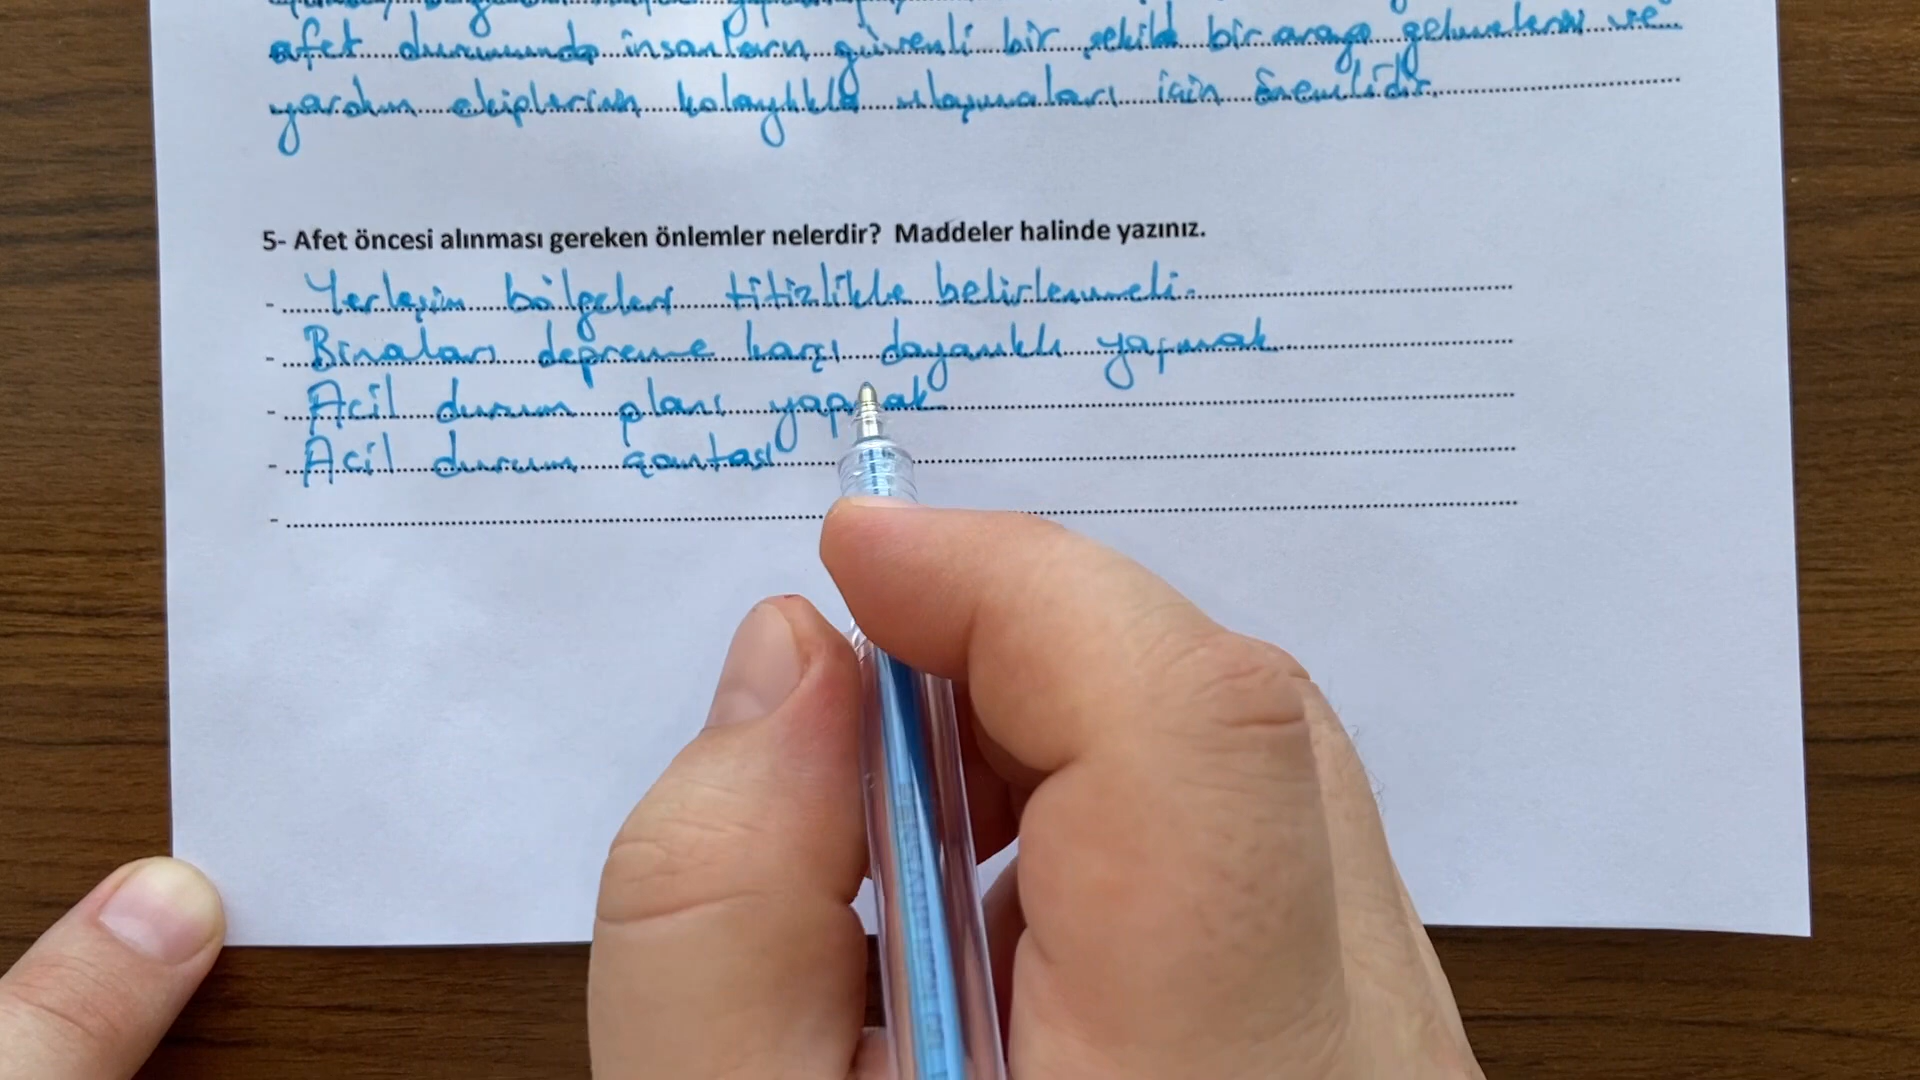 afet durumunda insanların güvenli bir şekilde bir araya gelmeleri ve
yardım ekiplerinin kolaylıkla ulaşmaları için önemlidir.
5- Afet öncesi alınması gereken önlemler nelerdir? Maddeler halinde yazınız.
- Yerleşim bölgeleri titizlikle belirlenmeli.
- Binaları depreme karşı dayanıklı yapmak
- Acil durum planı yapmak
- Acil durum çantası
-